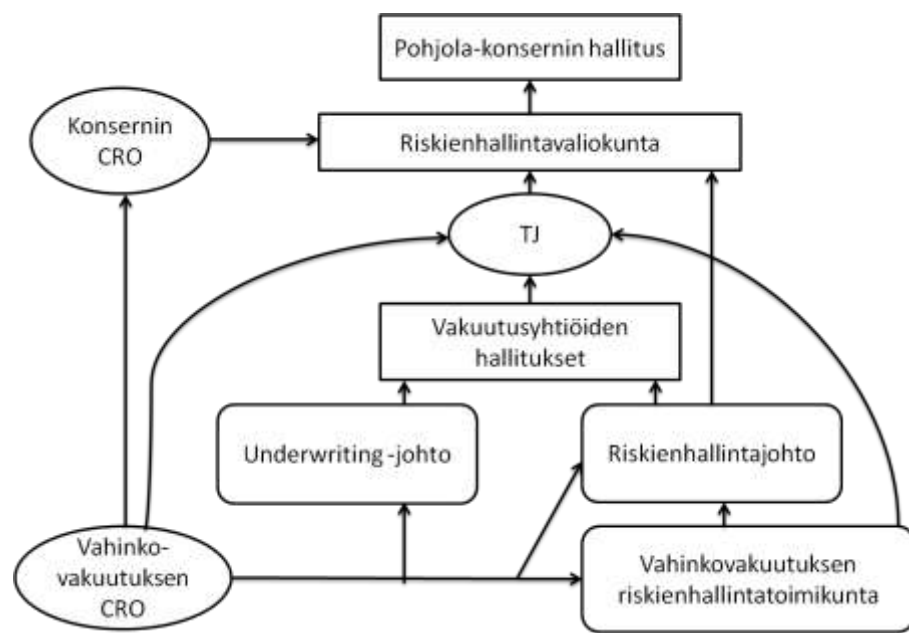 Pohjola-konsernin hallitus
Konsernin
CRO
Riskienhallintavaliokunta
TJ
Vakuutusyhtiöiden
hallitukset
Underwriting -johto
Riskienhallintajohto
Vahinko-
vakuutuksen
CRO
Vahinkovakuutuksen
riskienhallintatoimikunta